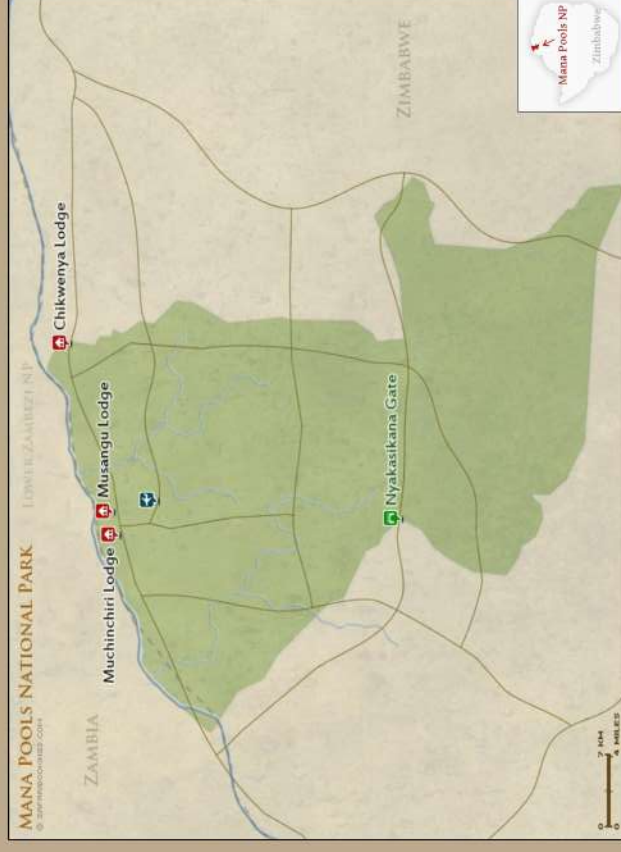 MANA POOLS NATIONAL PARK
ZAMBIA
LOWER ZAMBEZI N.P
Chikwenya Lodge
Musangu Lodge
Muchinchiri Lodge
Nyakasikana Gate
ZIMBABWE
0 7 KM
0 4 MILES
Mana Pools NP
Zimbabwe